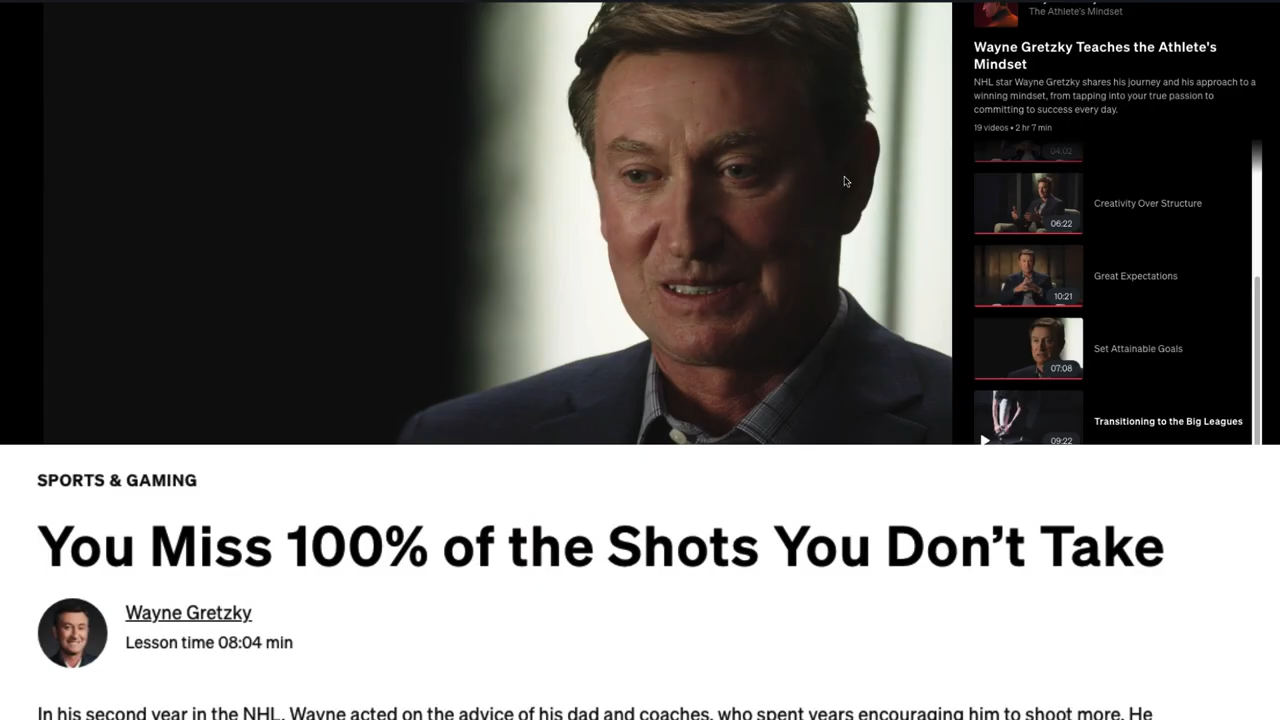 The Athlete's Mindset
Wayne Gretzky Teaches the Athlete's
Mindset
NHL star Wayne Gretzky shares his journey and his approach to a
winning mindset, from tapping into your true passion to
committing to success every day.
19 videos • 2 hr 7 min
04:02
06:22
Creativity Over Structure
10:21
Great Expectations
07:08
Set Attainable Goals
09:22
Transitioning to the Big Leagues
SPORTS & GAMING
You Miss 100% of the Shots You Don’t Take
Wayne Gretzky
Lesson time 08:04 min
In his second year in the NHL, Wayne acted on the advice of his dad and coaches, who spent years encouraging him to shoot more. He